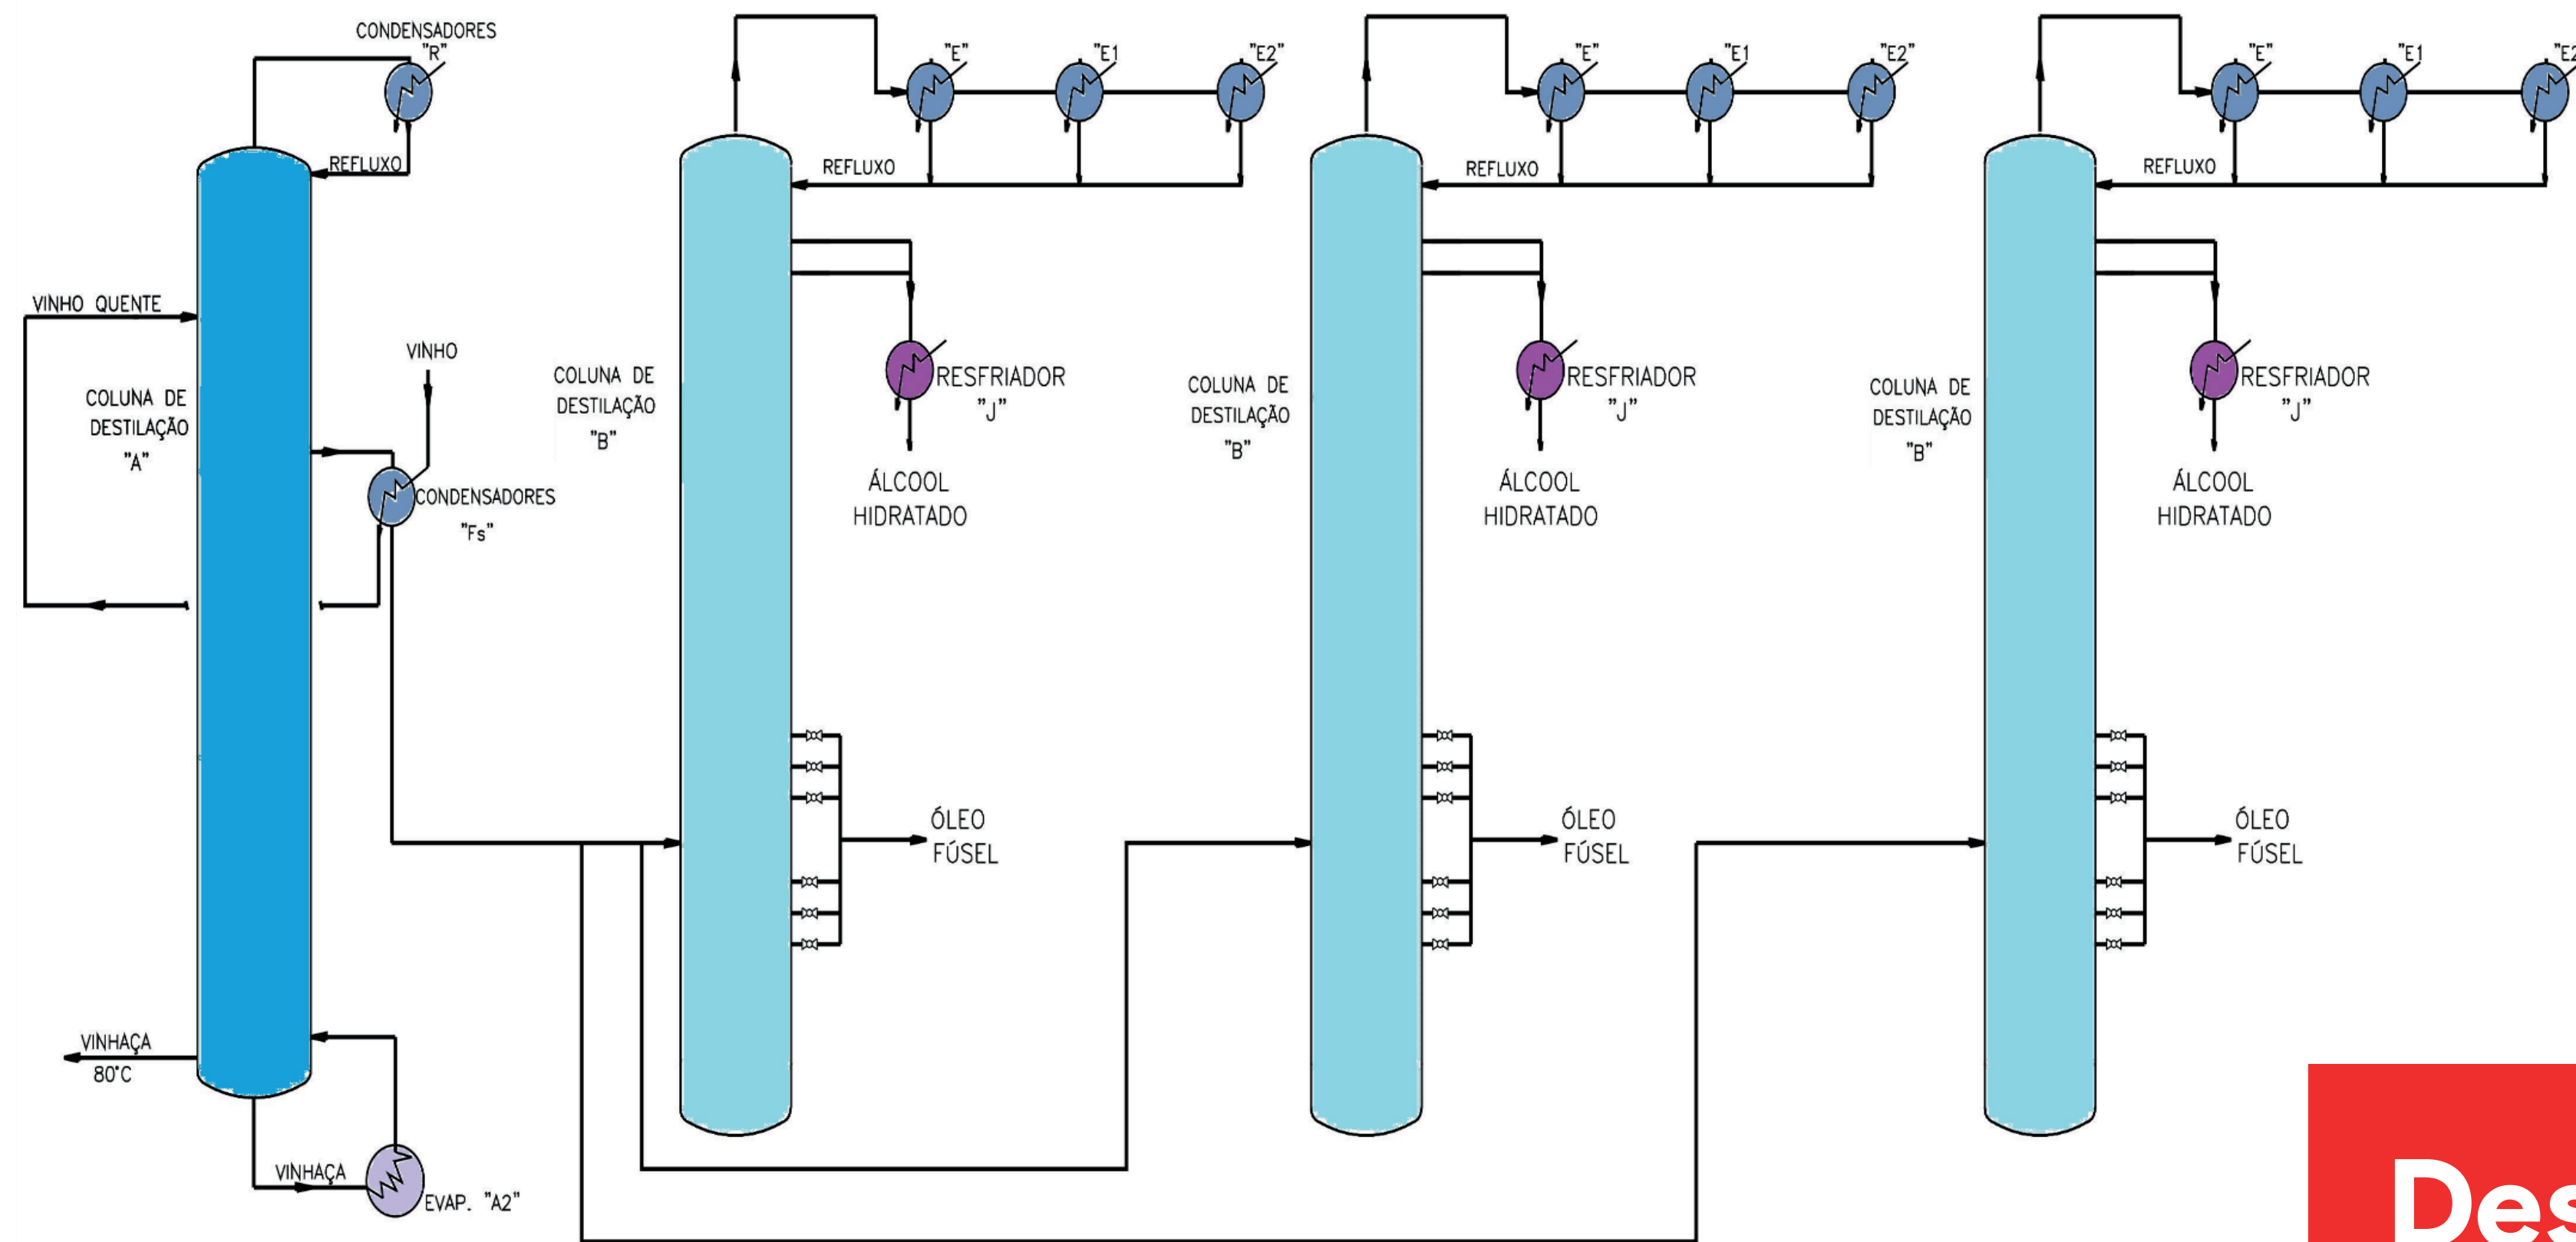 CONDENSADORES
"R"
REFLUXO
VINHO QUENTE
COLUNA DE
DESTILAÇÃO
"A"
VINHO
CONDENSADORES
"Fs"
VINHAÇA
80°C
VINHAÇA
EVAP. "A2"
"E"
"E1
"E2"
REFLUXO
COLUNA DE
DESTILAÇÃO
"B"
RESFRIADOR
"J"
ÁLCOOL
HIDRATADO
ÓLEO
FÚSEL
"E"
"E1
"E2"
REFLUXO
COLUNA DE
DESTILAÇÃO
"B"
RESFRIADOR
"J"
ÁLCOOL
HIDRATADO
ÓLEO
FÚSEL
"E"
"E1
"E2
REFLUXO
COLUNA DE
DESTILAÇÃO
"B"
RESFRIADOR
"J"
ÁLCOOL
HIDRATADO
ÓLEO
FÚSEL
Des